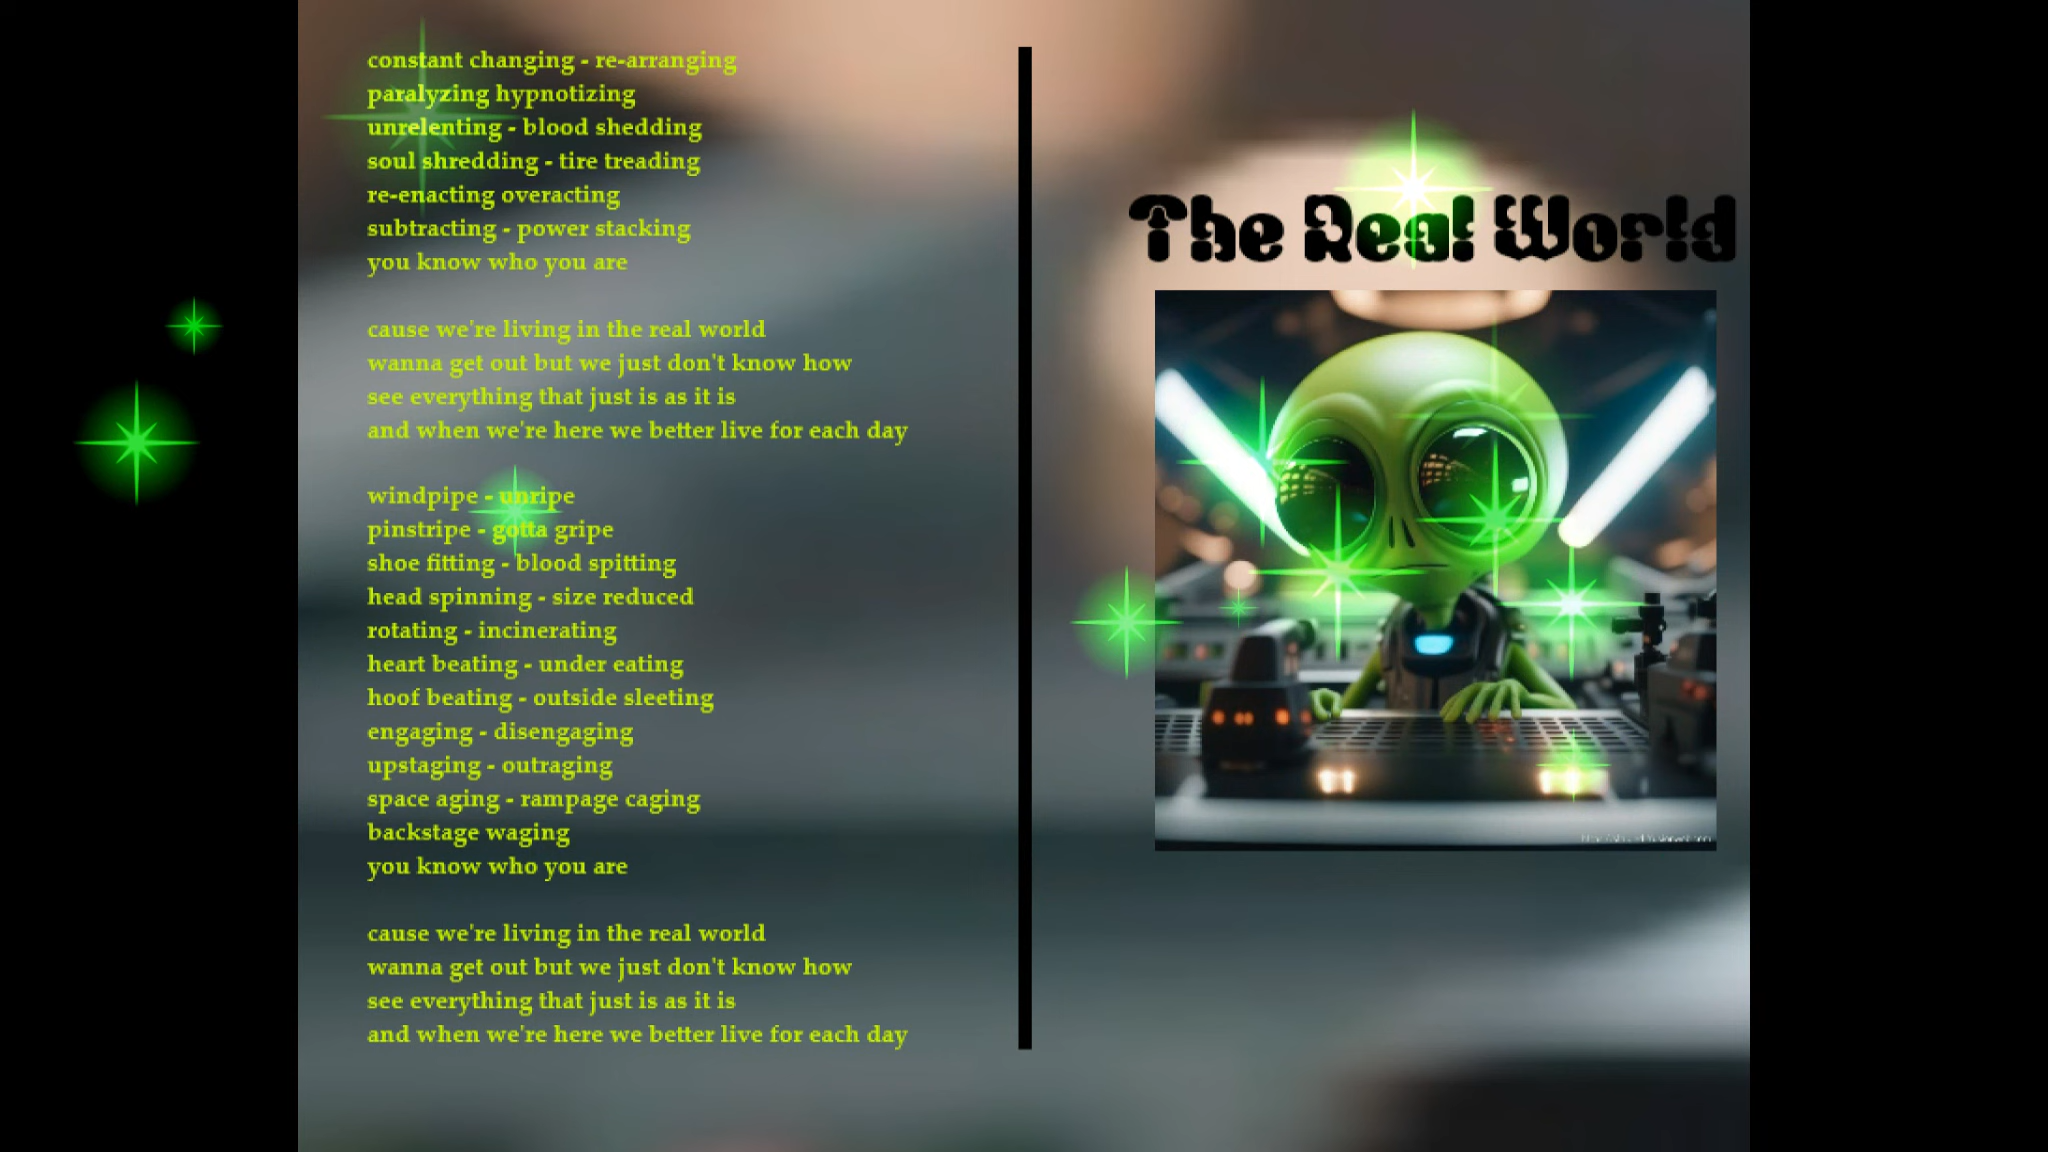 constant changing - re-arranging
paralyzing hypnotizing
unrelenting - blood shedding
soul shredding - tire treading
re-enacting overacting
subtracting - power stacking
you know who you are
cause we're living in the real world
wanna get out but we just don't know how
see everything that just is as it is
and when we're here we better live for each day
windpipe - unripe
pinstripe - gotta gripe
shoe fitting - blood spitting
head spinning - size reduced
rotating - incinerating
heart beating - under eating
hoof beating - outside sleeting
engaging - disengaging
upstaging - outraging
space aging - rampage caging
backstage waging
you know who you are
cause we're living in the real world
wanna get out but we just don't know how
see everything that just is as it is
and when we're here we better live for each day
The Real World